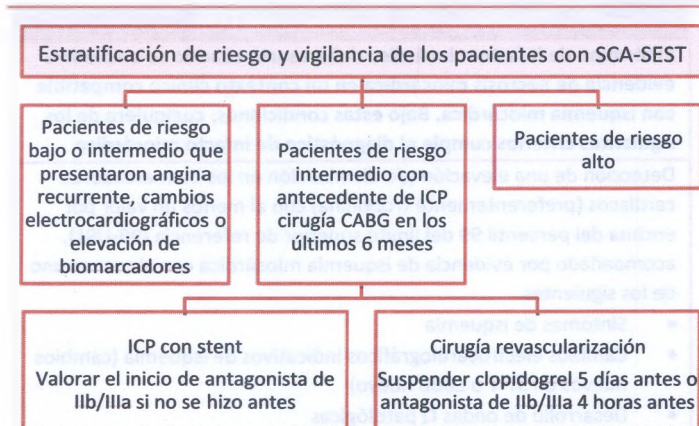 Estratificación de riesgo y vigilancia de los pacientes con SCA-SEST
Pacientes de riesgo
bajo o intermedio que
presentaron angina
recurrente, cambios
electrocardiográficos o
elevación de
biomarcadores
Pacientes de riesgo
intermedio con
antecedente de ICP o
cirugía CABG en los
últimos 6 meses
Pacientes de riesgo
alto
ICP con stent
Valorar el inicio de antagonista de
IIb/IIIa si no se hizo antes
Cirugía revascularización
Suspender clopidogrel 5 días antes o
antagonista de IIb/IIIa 4 horas antes